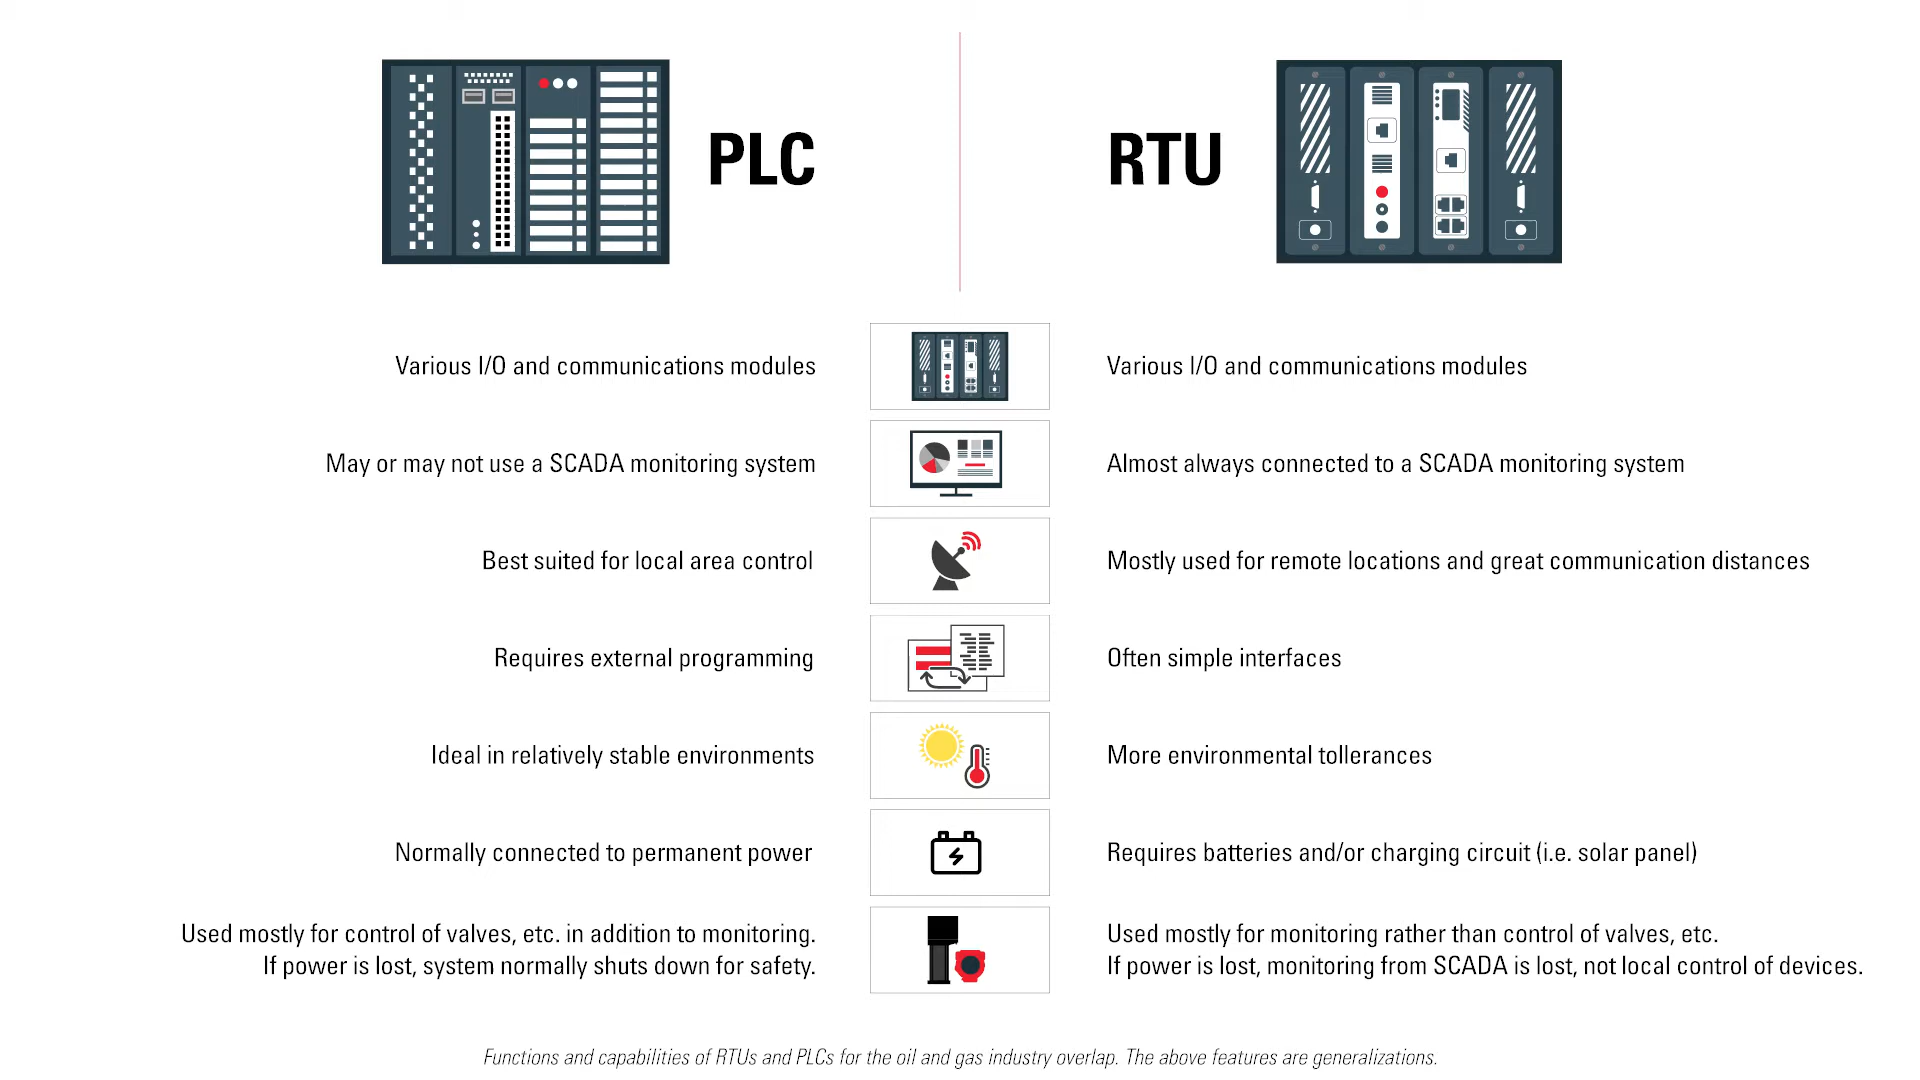 PLC
RTU
Various I/O and communications modules
Various I/O and communications modules
May or may not use a SCADA monitoring system
Almost always connected to a SCADA monitoring system
Best suited for local area control
Mostly used for remote locations and great communication distances
Requires external programming
Often simple interfaces
Ideal in relatively stable environments
More environmental tollerances
Normally connected to permanent power
Requires batteries and/or charging circuit (i.e. solar panel)
Used mostly for control of valves, etc. in addition to monitoring.
If power is lost, system normally shuts down for safety.
Used mostly for monitoring rather than control of valves, etc.
If power is lost, monitoring from SCADA is lost, not local control of devices.
Functions and capabilities of RTUs and PLCs for the oil and gas industry overlap. The above features are generalizations.